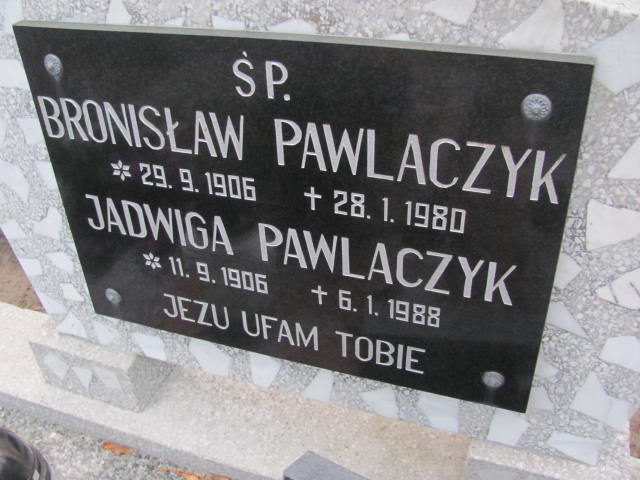 ŚP.
BRONISŁAW PAWLACZYK
* 29. 9. 1906 † 28. 1. 1980
JADWIGA PAWLACZYK
* 11. 9. 1906 † 6. 1. 1988
JEZU UFAM TOBIE